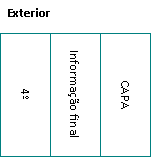 Exterior
4º
Informação final
CAPA